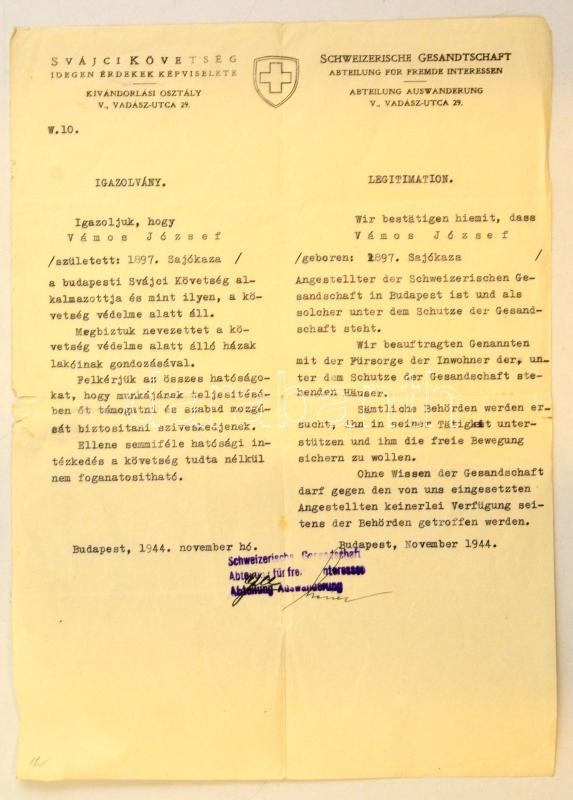 SVÁJCI KÖVETSÉG
IDEGEN ÉRDEKEK KÉPVISELETE
KIVÁNDORLÁSI OSZTÁLY
V., VADÁSZ-UTCA 29.
W.10.
IGAZOLVÁNY.
Igazoljuk, hogy
Vámos József
/született: 1897. Sajókaza /
a budapesti Svájci Követség al-
kalmazottja és mint ilyen, a kö-
vetség védelme alatt áll.
Megbiztuk nevezettet a kö-
vetség védelme alatt álló házak
lakóinak gondozásával.
Felkérjük az összes hatóságo-
kat, hogy munkájának teljesitésé-
ben őt támogatni és szabad mozgá-
sát biztositani sziveskedjenek.
Ellene semmiféle hatósági in-
tézkedés a követség tudta nélkül
nem foganatositható.
Budapest, 1944. november hó.
SCHWEIZERISCHE GESANDTSCHAFT
ABTEILUNG FÜR FREMDE INTERESSEN
ABTEILUNG AUSWANDERUNG
V., VADÁSZ-UTCA 29.
LEGITIMATION.
Wir bestätigen hiemit, dass
Vámos József
/geboren: 1897. Sajókaza /
Angestellter der Schweizerischen Ge-
sandschaft in Budapest ist und als
solcher unter dem Schutze der Gesand-
schaft steht.
Wir beauftragten Genannten
mit der Fürsorge der Inwohner der, un-
ter dem Schutze der Gesandschaft ste-
henden Häuser.
Sämtliche Behörden werden er-
sucht, ihn in seiner Tätigkeit unter-
stützen und ihm die freie Bewegung
sichern zu wollen.
Ohne Wissen der Gesandschaft
darf gegen den von uns eingesetzten
Angestellten keinerlei Verfügung sei-
tens der Behörden getroffen werden.
Budapest, November 1944.
Schweizerische Gesandtschaft
für Interessen
Abteilung Auswanderung